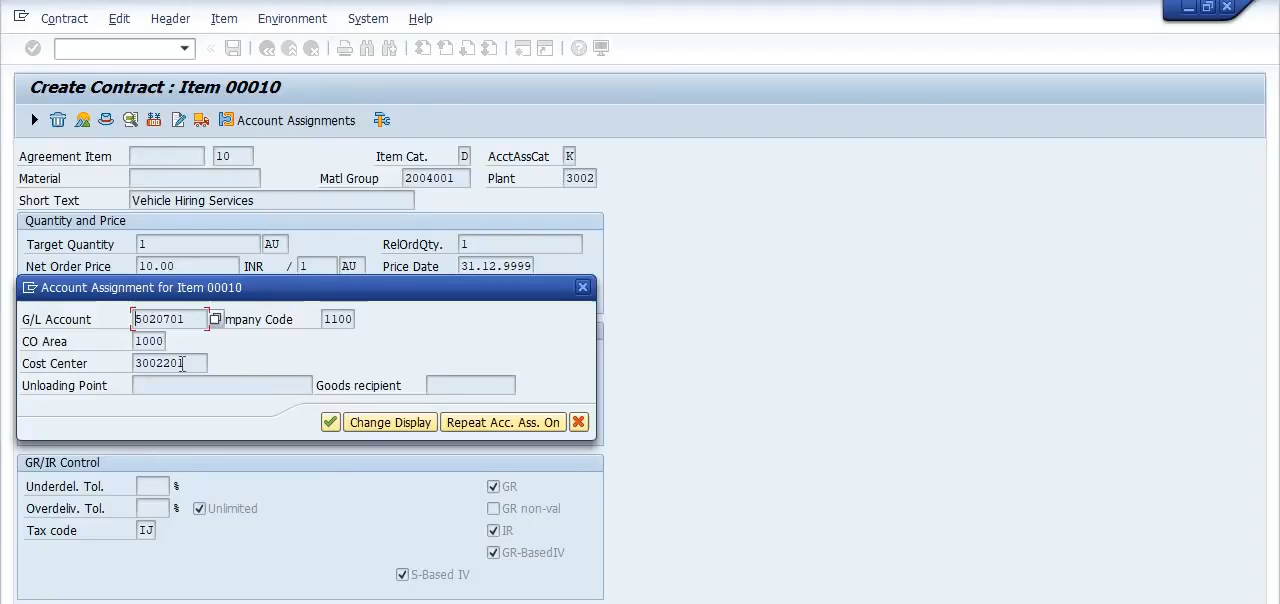 Contract Edit Header Item Environment System Help
Create Contract : Item 00010
Account Assignments
Agreement Item 10 Item Cat. D AcctAssCat K
Material Matl Group 2004001 Plant 3002
Short Text Vehicle Hiring Services
Quantity and Price
Target Quantity 1 AU RelOrdQty. 1
Net Order Price 10.00 INR / 1 AU Price Date 31.12.9999
Account Assignment for Item 00010
G/L Account 5020701 mpany Code 1100
CO Area 1000
Cost Center 3002201
Unloading Point Goods recipient
Change Display Repeat Acc. Ass. On
GR/IR Control
Underdel. Tol. % GR
Overdeliv. Tol. % Unlimited GR non-val
Tax code IJ IR
GR-BasedIV
S-Based IV